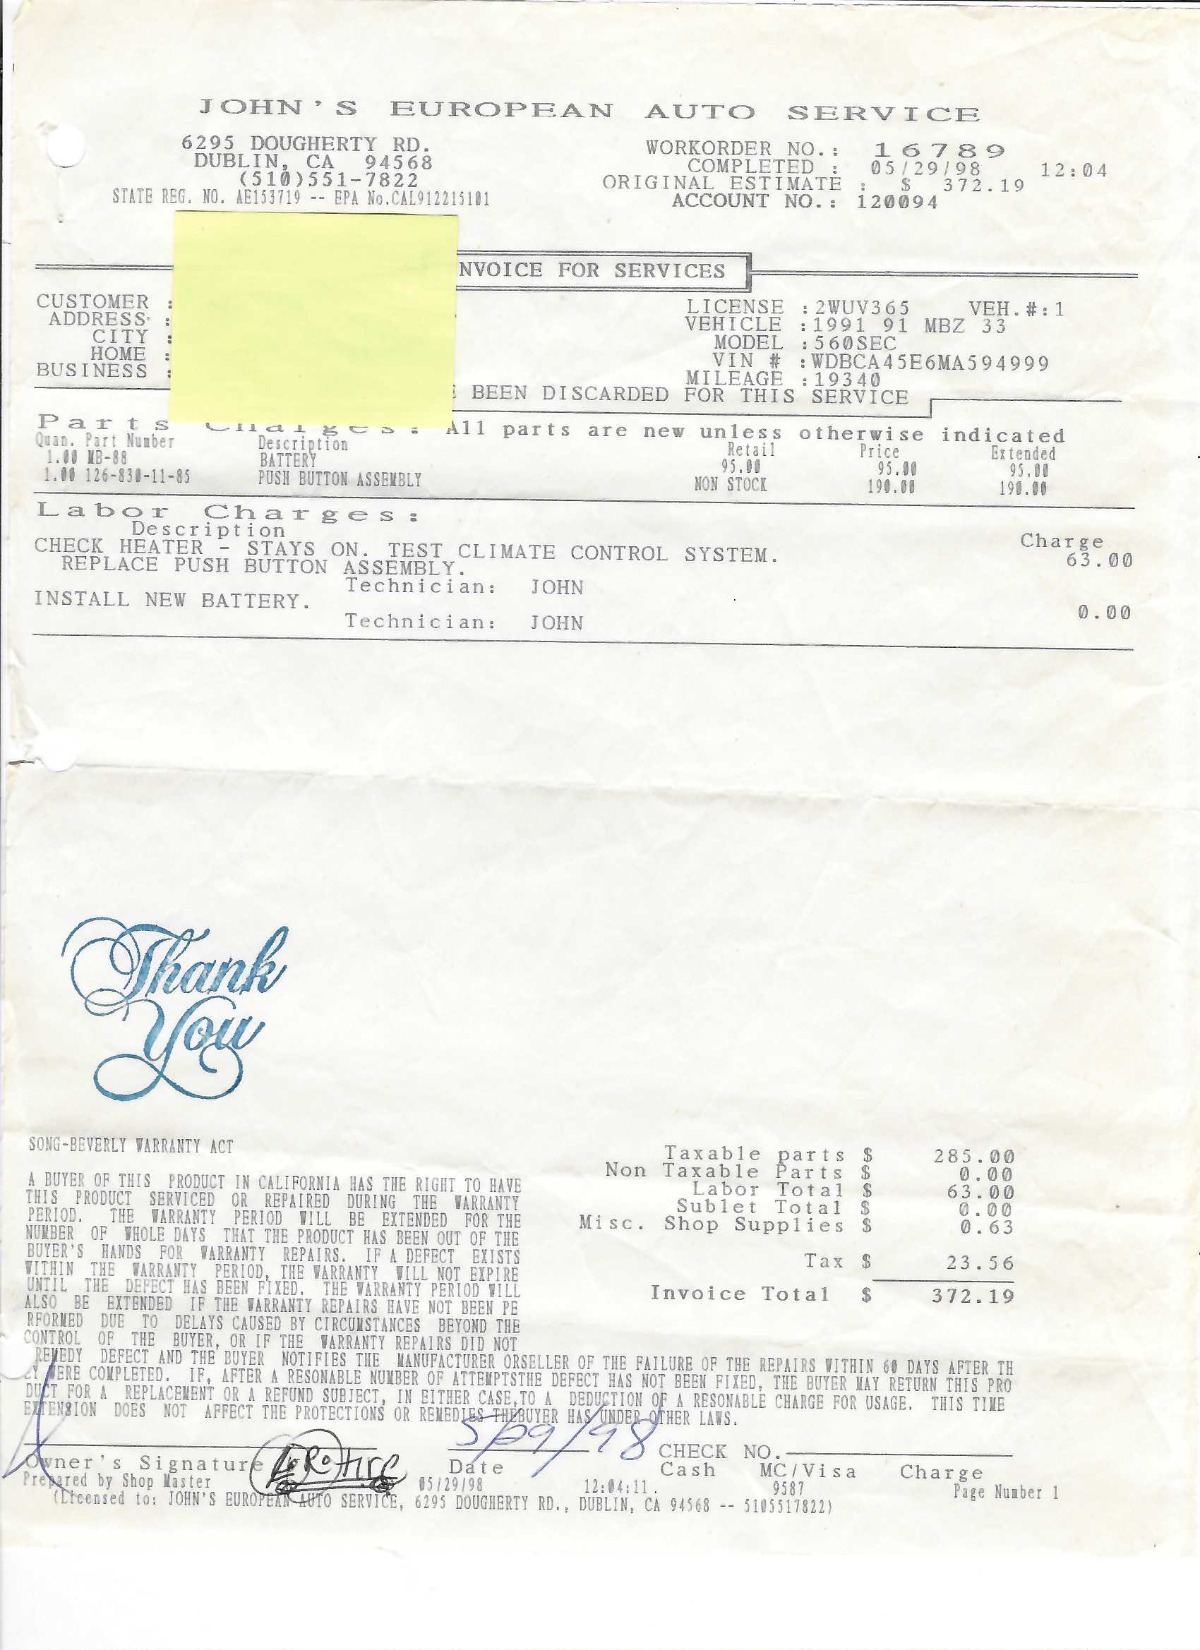 JOHN'S EUROPEAN AUTO SERVICE
6295 DOUGHERTY RD.
DUBLIN, CA 94568
(510)551-7822
STATE REG. NO. AE153719 -- EPA No.CAL912215101
WORKORDER NO.: 16789
COMPLETED : 05/29/98 12:04
ORIGINAL ESTIMATE : $ 372.19
ACCOUNT NO.: 120094
NVOICE FOR SERVICES
CUSTOMER :
ADDRESS :
CITY :
HOME :
BUSINESS :
LICENSE :2WUV365 VEH.#:1
VEHICLE :1991 91 MBZ 33
MODEL :560SEC
VIN # :WDBCA45E6MA594999
MILEAGE :19340
BEEN DISCARDED FOR THIS SERVICE
Parts Charges: All parts are new unless otherwise indicated
Quan. Part Number Description Retail Price Extended
1.00 MB-88 BATTERY 95.00 95.00 95.00
1.00 126-830-11-85 PUSH BUTTON ASSEMBLY NON STOCK 190.00 190.00
Labor Charges:
Description Charge
CHECK HEATER - STAYS ON. TEST CLIMATE CONTROL SYSTEM. 63.00
REPLACE PUSH BUTTON ASSEMBLY.
Technician: JOHN
INSTALL NEW BATTERY. 0.00
Technician: JOHN
Thank
You
SONG-BEVERLY WARRANTY ACT
A BUYER OF THIS PRODUCT IN CALIFORNIA HAS THE RIGHT TO HAVE
THIS PRODUCT SERVICED OR REPAIRED DURING THE WARRANTY
PERIOD. THE WARRANTY PERIOD WILL BE EXTENDED FOR THE
NUMBER OF WHOLE DAYS THAT THE PRODUCT HAS BEEN OUT OF THE
BUYER'S HANDS FOR WARRANTY REPAIRS. IF A DEFECT EXISTS
WITHIN THE WARRANTY PERIOD, THE WARRANTY WILL NOT EXPIRE
UNTIL THE DEFECT HAS BEEN FIXED. THE WARRANTY PERIOD WILL
ALSO BE EXTENDED IF THE WARRANTY REPAIRS HAVE NOT BEEN PE
RFORMED DUE TO DELAYS CAUSED BY CIRCUMSTANCES BEYOND THE
CONTROL OF THE BUYER, OR IF THE WARRANTY REPAIRS DID NOT
REMEDY DEFECT AND THE BUYER NOTIFIES THE MANUFACTURER ORSELLER OF THE FAILURE OF THE REPAIRS WITHIN 60 DAYS AFTER TH
EY WERE COMPLETED. IF, AFTER A RESONABLE NUMBER OF ATTEMPTSTHE DEFECT HAS NOT BEEN FIXED, THE BUYER MAY RETURN THIS PRO
DUCT FOR A REPLACEMENT OR A REFUND SUBJECT, IN EITHER CASE,TO A DEDUCTION OF A RESONABLE CHARGE FOR USAGE. THIS TIME
EXTENSION DOES NOT AFFECT THE PROTECTIONS OR REMEDIES THEBUYER HAS UNDER OTHER LAWS.
Taxable parts $ 285.00
Non Taxable Parts $ 0.00
Labor Total $ 63.00
Sublet Total $ 0.00
Misc. Shop Supplies $ 0.63
Tax $ 23.56
Invoice Total $ 372.19
5/29/98
CHECK NO.
Owner's Signature Date Cash MC/Visa Charge
Prepared by Shop Master 05/29/98 12:04:11. 9587 Page Number 1
(Licensed to: JOHN'S EUROPEAN AUTO SERVICE, 6295 DOUGHERTY RD., DUBLIN, CA 94568 -- 5105517822)